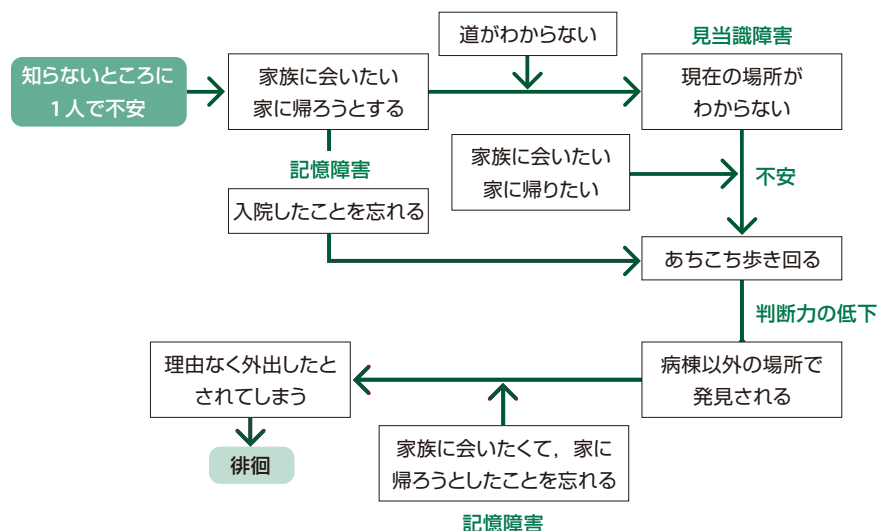 道がわからない
見当識障害
知らないところに
1人で不安
家族に会いたい
家に帰ろうとする
現在の場所が
わからない
記憶障害
家族に会いたい
家に帰りたい
不安
入院したことを忘れる
あちこち歩き回る
判断力の低下
理由なく外出したと
されてしまう
病棟以外の場所で
発見される
徘徊
家族に会いたくて，家に
帰ろうとしたことを忘れる
記憶障害